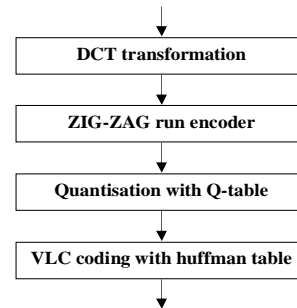 DCT transformation
ZIG-ZAG run encoder
Quantisation with Q-table
VLC coding with huffman table